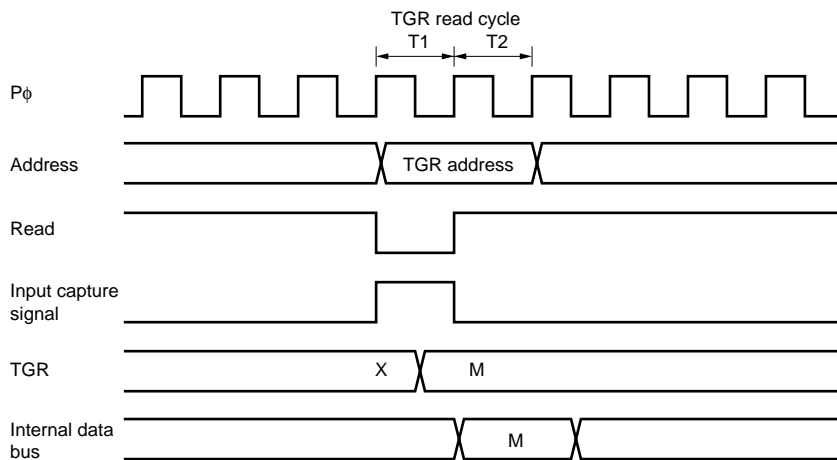 TGR read cycle
T1 T2
Pϕ
Address TGR address
Read
Input capture
signal
TGR X M
Internal data
bus M